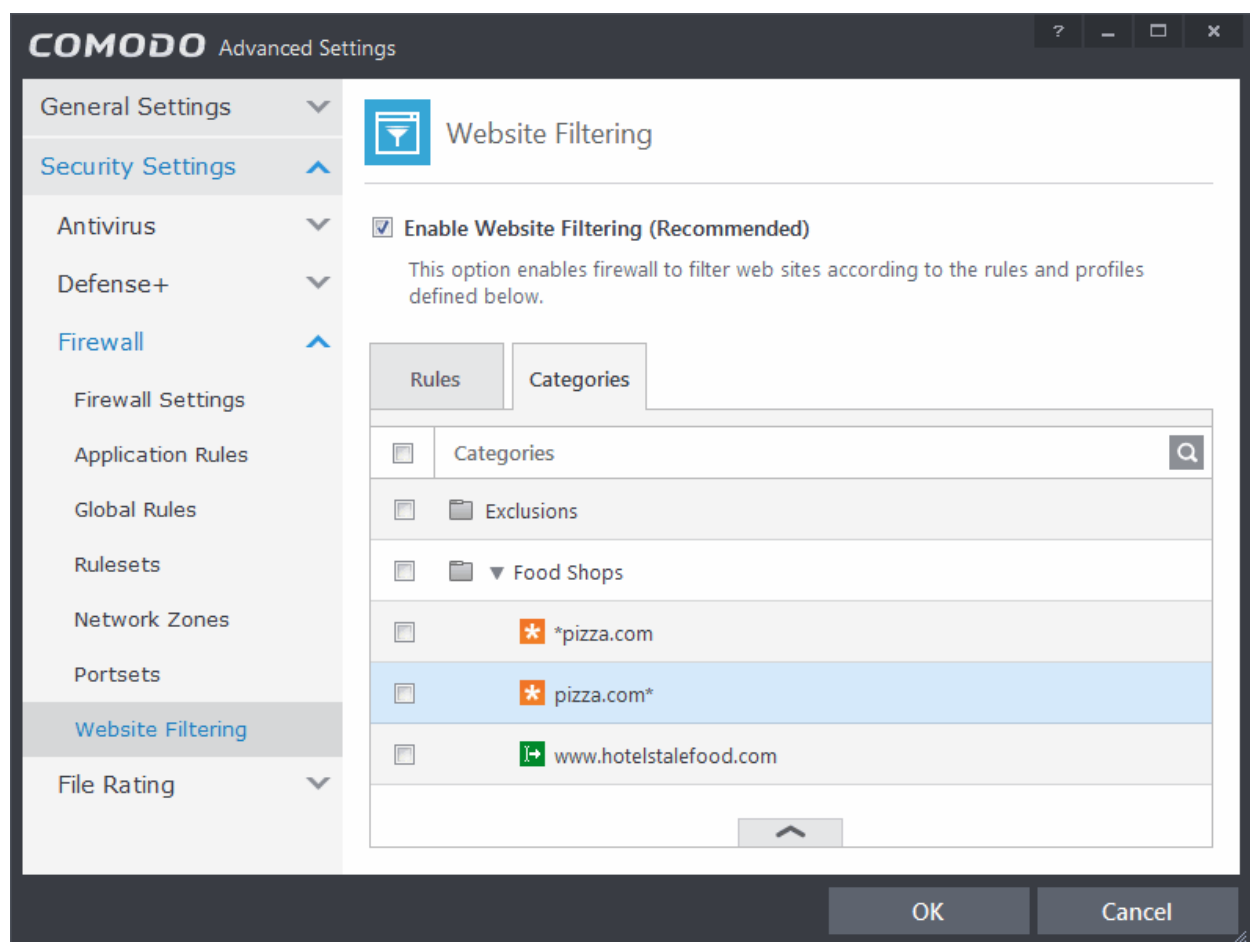 COMODO Advanced Settings
?
General Settings
Security Settings
Antivirus
Defense+
Firewall
Firewall Settings
Application Rules
Global Rules
Rulesets
Network Zones
Portsets
Website Filtering
File Rating
Website Filtering
Enable Website Filtering (Recommended)
This option enables firewall to filter web sites according to the rules and profiles
defined below.
Rules
Categories
Categories
Exclusions
Food Shops
*pizza.com
pizza.com*
www.hotelstalefood.com
OK
Cancel